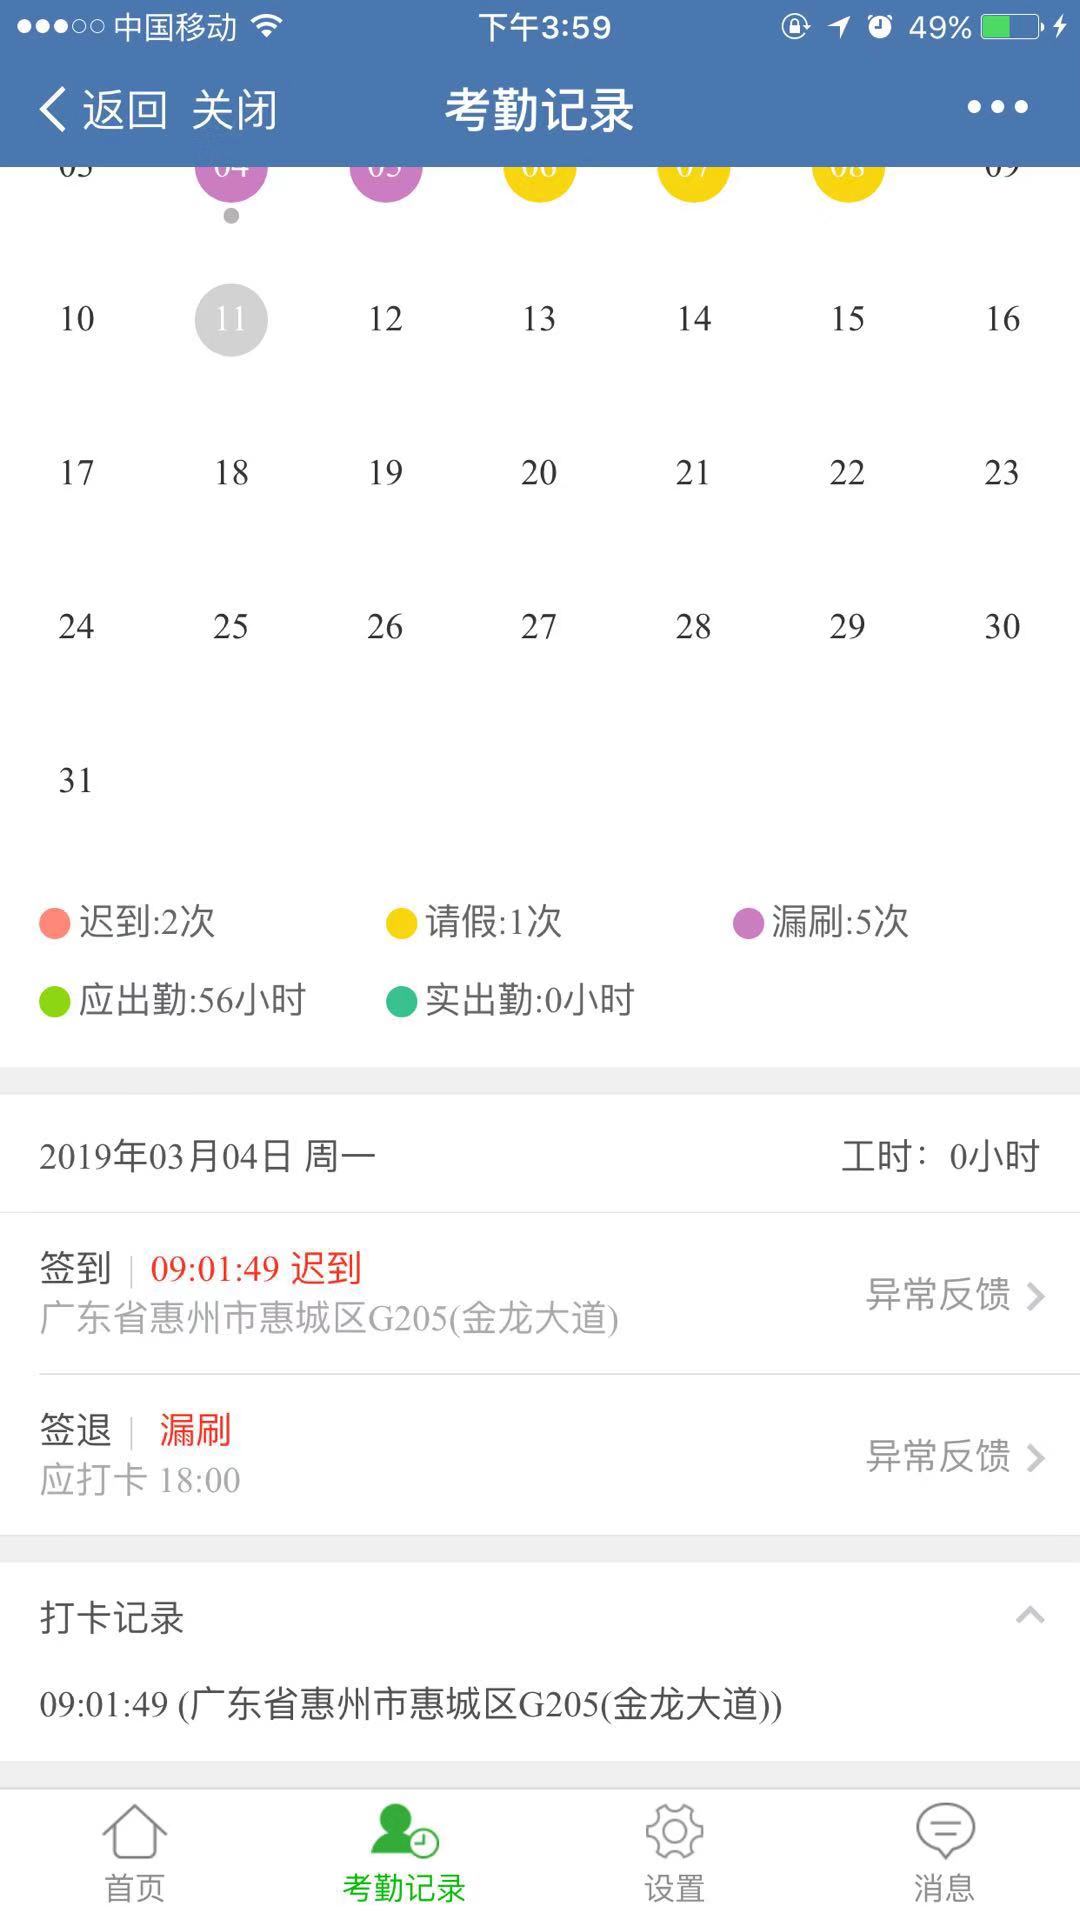 中国移动 下午3:59 49%
返回 关闭 考勤记录
03 04 05 06 07 08 09
10 11 12 13 14 15 16
17 18 19 20 21 22 23
24 25 26 27 28 29 30
31
迟到:2次 请假:1次 漏刷:5次
应出勤:56小时 实出勤:0小时
2019年03月04日 周一 工时：0小时
签到 09:01:49 迟到
广东省惠州市惠城区G205(金龙大道)
异常反馈
签退 漏刷
应打卡 18:00
异常反馈
打卡记录
09:01:49 (广东省惠州市惠城区G205(金龙大道))
首页 考勤记录 设置 消息